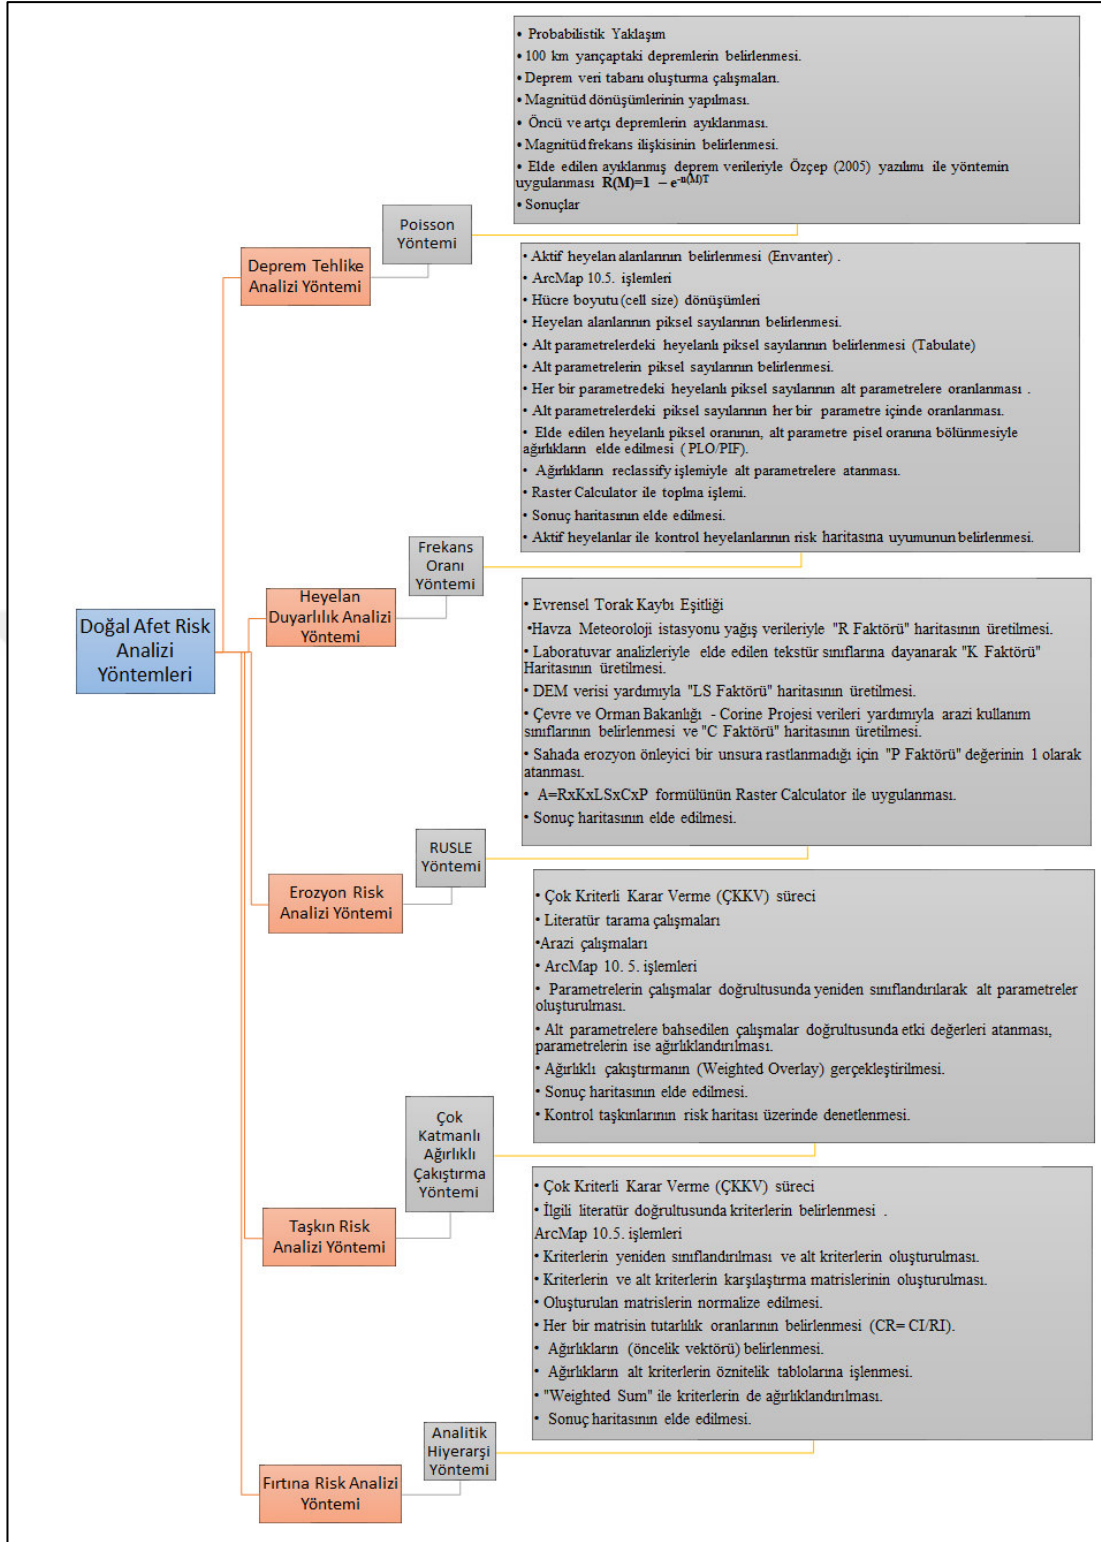 • Probabilistik Yaklaşım
• 100 km yarıçaptaki depremlerin belirlenmesi.
• Deprem veri tabanı oluşturma çalışmaları.
• Magnitüd dönüşümlerinin yapılması.
• Öncü ve artçı depremlerin ayıklanması.
• Magnitüd frekans ilişkisinin belirlenmesi.
• Elde edilen ayıklanmış deprem verileriyle Özçep (2005) yazılımı ile yöntemin
uygulanması R(M)=1 – e^-n(M)T
• Sonuçlar
Poisson
Yöntemi
Deprem Tehlike
Analizi Yöntemi
• Aktif heyelan alanlarının belirlenmesi (Envanter) .
• ArcMap 10.5. işlemleri
• Hücre boyutu (cell size) dönüşümleri
• Heyelan alanlarının piksel sayılarının belirlenmesi.
• Alt parametrelerdeki heyelanlı piksel sayılarının belirlenmesi (Tabulate)
• Alt parametrelerin piksel sayılarının belirlenmesi.
• Her bir parametredeki heyelanlı piksel sayılarının alt parametrelere oranlanması .
• Alt parametrelerdeki piksel sayılarının her bir parametre içinde oranlanması.
• Elde edilen heyelanlı piksel oranının, alt parametre pisel oranına bölünmesiyle
ağırlıkların elde edilmesi ( PLO/PIF).
• Ağırlıkların reclassify işlemiyle alt parametrelere atanması.
• Raster Calculator ile toplma işlemi.
• Sonuç haritasının elde edilmesi.
• Aktif heyelanlar ile kontrol heyelanlarının risk haritasına uyumunun belirlenmesi.
Frekans
Oranı
Yöntemi
Heyelan
Duyarlılık Analizi
Yöntemi
Doğal Afet Risk
Analizi
Yöntemleri
• Evrensel Torak Kaybı Eşitliği
•Havza Meteoroloji istasyonu yağış verileriyle "R Faktörü" haritasının üretilmesi.
• Laboratuvar analizleriyle elde edilen tekstür sınıflarına dayanarak "K Faktörü"
Haritasının üretilmesi.
• DEM verisi yardımıyla "LS Faktörü" haritasının üretilmesi.
• Çevre ve Orman Bakanlığı - Corine Projesi verileri yardımıyla arazi kullanım
sınıflarının belirlenmesi ve "C Faktörü" haritasının üretilmesi.
• Sahada erozyon önleyici bir unsura rastlanmadığı için "P Faktörü" değerinin 1 olarak
atanması.
• A=RxKxLSxCxP formülünün Raster Calculator ile uygulanması.
• Sonuç haritasının elde edilmesi.
RUSLE
Yöntemi
Erozyon Risk
Analizi Yöntemi
• Çok Kriterli Karar Verme (ÇKKV) süreci
• Literatür tarama çalışmaları
•Arazi çalışmaları
• ArcMap 10. 5. işlemleri
• Parametrelerin çalışmalar doğrultusunda yeniden sınıflandırılarak alt parametreler
oluşturulması.
• Alt parametrelere bahsedilen çalışmalar doğrultusunda etki değerleri atanması,
parametrelerin ise ağırlıklandırılması.
• Ağırlıklı çakıştırmanın (Weighted Overlay) gerçekleştirilmesi.
• Sonuç haritasının elde edilmesi.
• Kontrol taşkınlarının risk haritası üzerinde denetlenmesi.
Çok
Katmanlı
Ağırlıklı
Çakıştırma
Yöntemi
Taşkın Risk
Analizi Yöntemi
• Çok Kriterli Karar Verme (ÇKKV) süreci
• İlgili literatür doğrultusunda kriterlerin belirlenmesi .
ArcMap 10.5. işlemleri
• Kriterlerin yeniden sınıflandırılması ve alt kriterlerin oluşturulması.
• Kriterlerin ve alt kriterlerin karşılaştırma matrislerinin oluşturulması.
• Oluşturulan matrislerin normalize edilmesi.
• Her bir matrisin tutarlılık oranlarının belirlenmesi (CR= CI/RI).
• Ağırlıkların (öncelik vektörü) belirlenmesi.
• Ağırlıkların alt kriterlerin öznitelik tablolarına işlenmesi.
• "Weighted Sum" ile kriterlerin de ağırlıklandırılması.
• Sonuç haritasının elde edilmesi.
Analitik
Hiyerarşi
Yöntemi
Fırtına Risk Analizi
Yöntemi